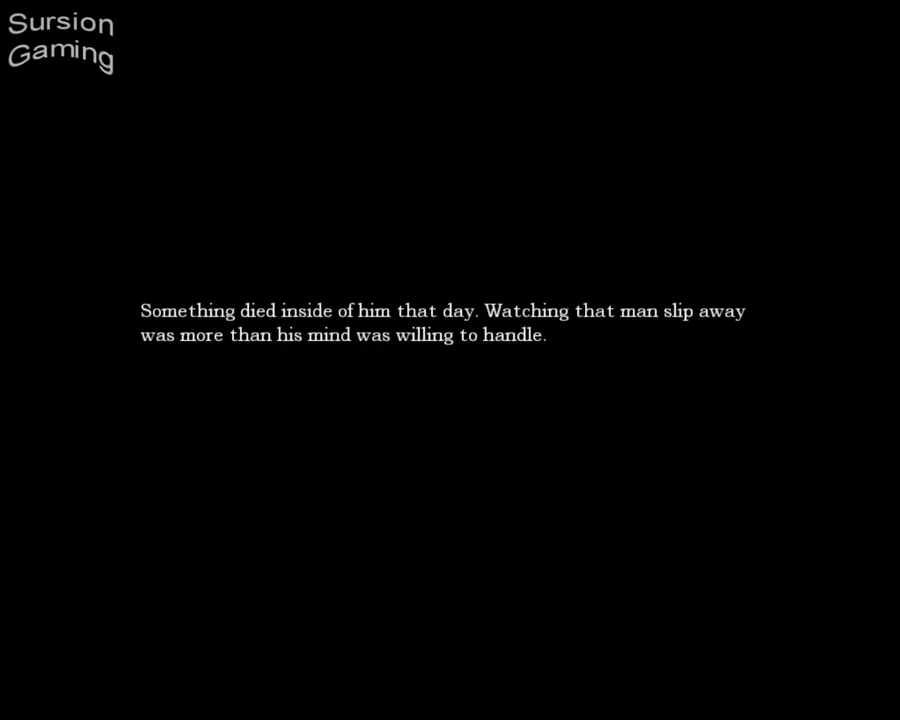 Sursion
Gaming
Something died inside of him that day. Watching that man slip away
was more than his mind was willing to handle.